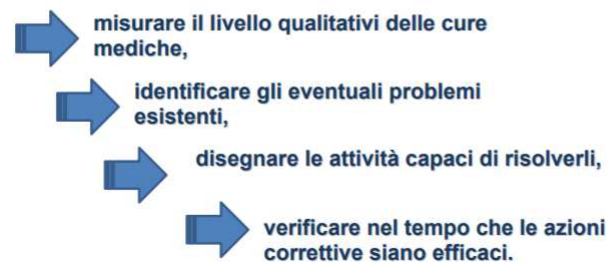 misurare il livello qualitativi delle cure
mediche,
identificare gli eventuali problemi
esistenti,
disegnare le attività capaci di risolverli,
verificare nel tempo che le azioni
correttive siano efficaci.